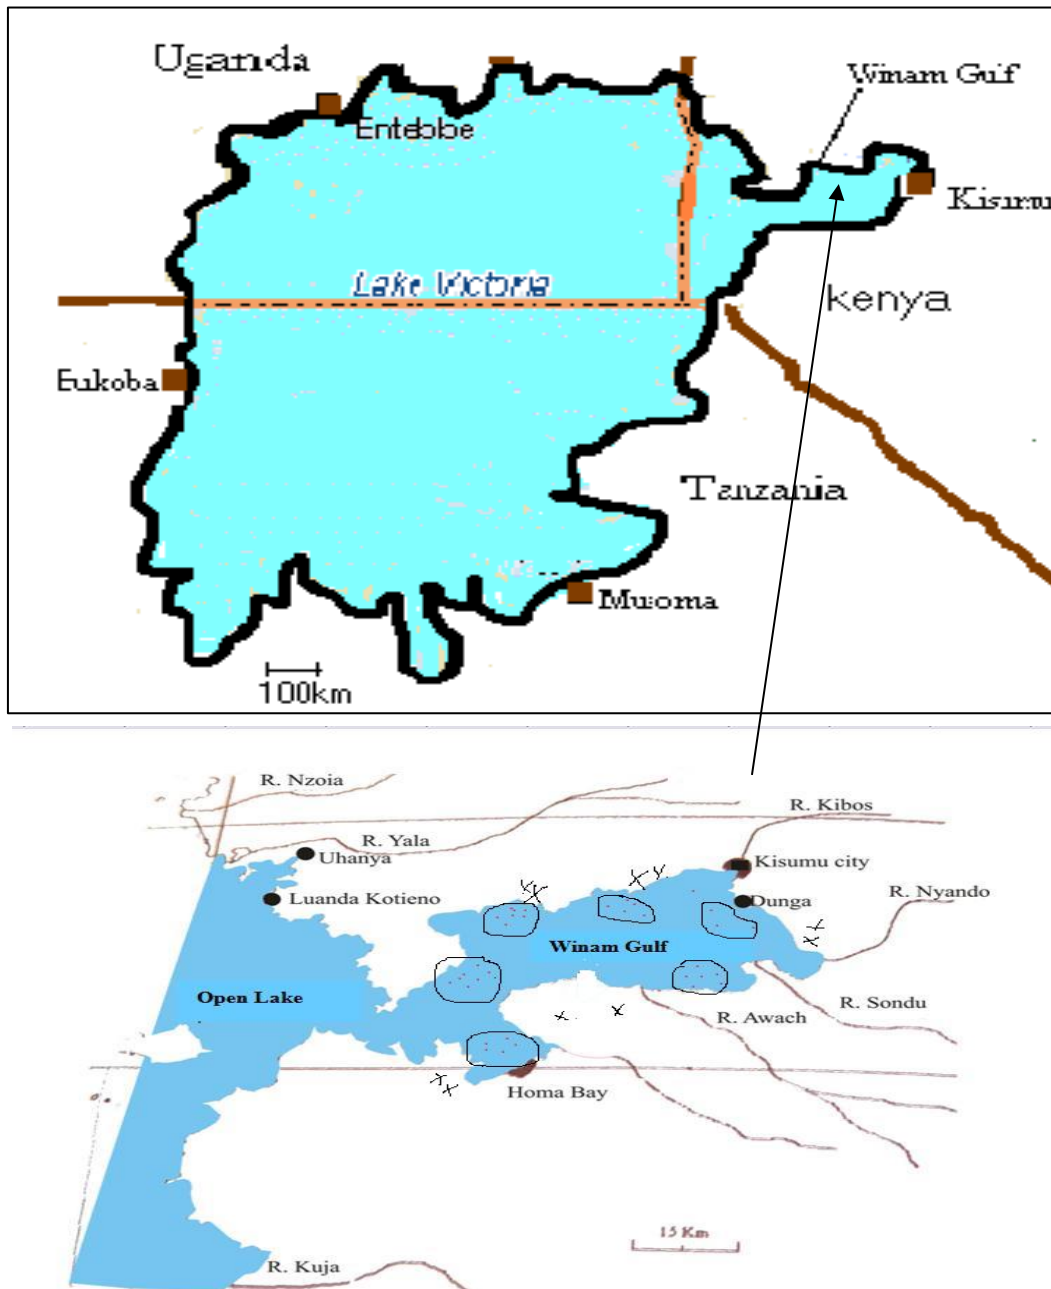 Uganda
Winam Gulf
Entebbe
Kisumu
Lake Victoria
kenya
Bukoba
Tanzania
Musoma
100km
R. Nzoia
R. Kibos
R. Yala
Uhanya
Kisumu city
R. Nyando
Luanda Kotieno
Dunga
Winam Gulf
Open Lake
R. Sondu
R. Awach
Homa Bay
15 Km
R. Kuja